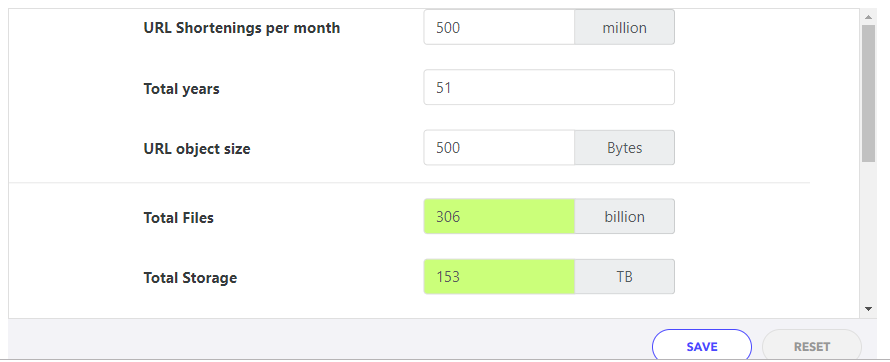 URL Shortenings per month 500 million
Total years 51
URL object size 500 Bytes
Total Files 306 billion
Total Storage 153 TB
SAVE RESET